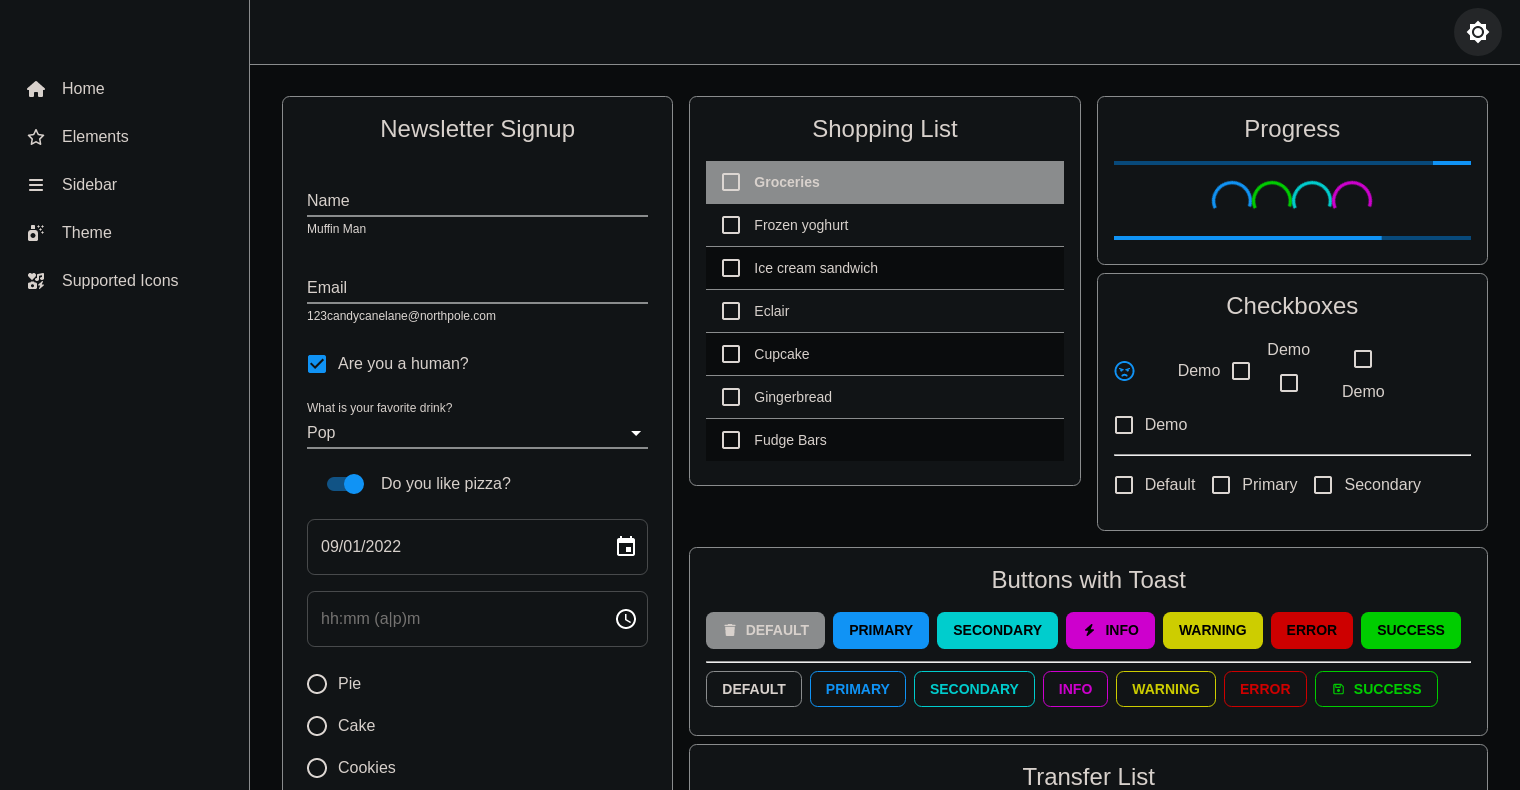 Home
Elements
Sidebar
Theme
Supported Icons
Newsletter Signup
Name
Muffin Man
Email
123candycanelane@northpole.com
Are you a human?
What is your favorite drink?
Pop
Do you like pizza?
09/01/2022
hh:mm (a|p)m
Pie
Cake
Cookies
Shopping List
Groceries
Frozen yoghurt
Ice cream sandwich
Eclair
Cupcake
Gingerbread
Fudge Bars
Progress
Checkboxes
Demo
Demo
Demo
Demo
Default Primary Secondary
Buttons with Toast
DEFAULT PRIMARY SECONDARY INFO WARNING ERROR SUCCESS
DEFAULT PRIMARY SECONDARY INFO WARNING ERROR SUCCESS
Transfer List